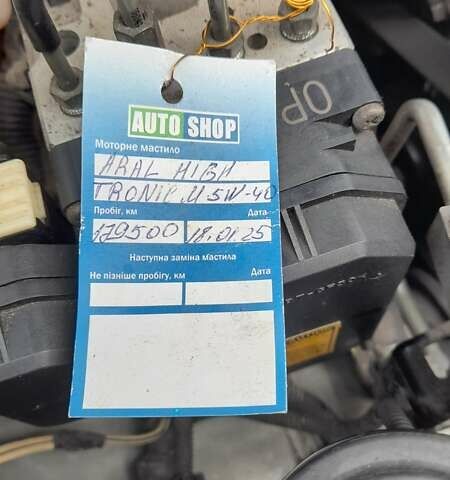 AUTO SHOP
Моторне мастило
ARAL HIGH
TRONIC M 5W-40
Пробіг, км Дата
179500 18.01.25
Наступна заміна мастила
Не пізніше пробігу, км Дата
OP